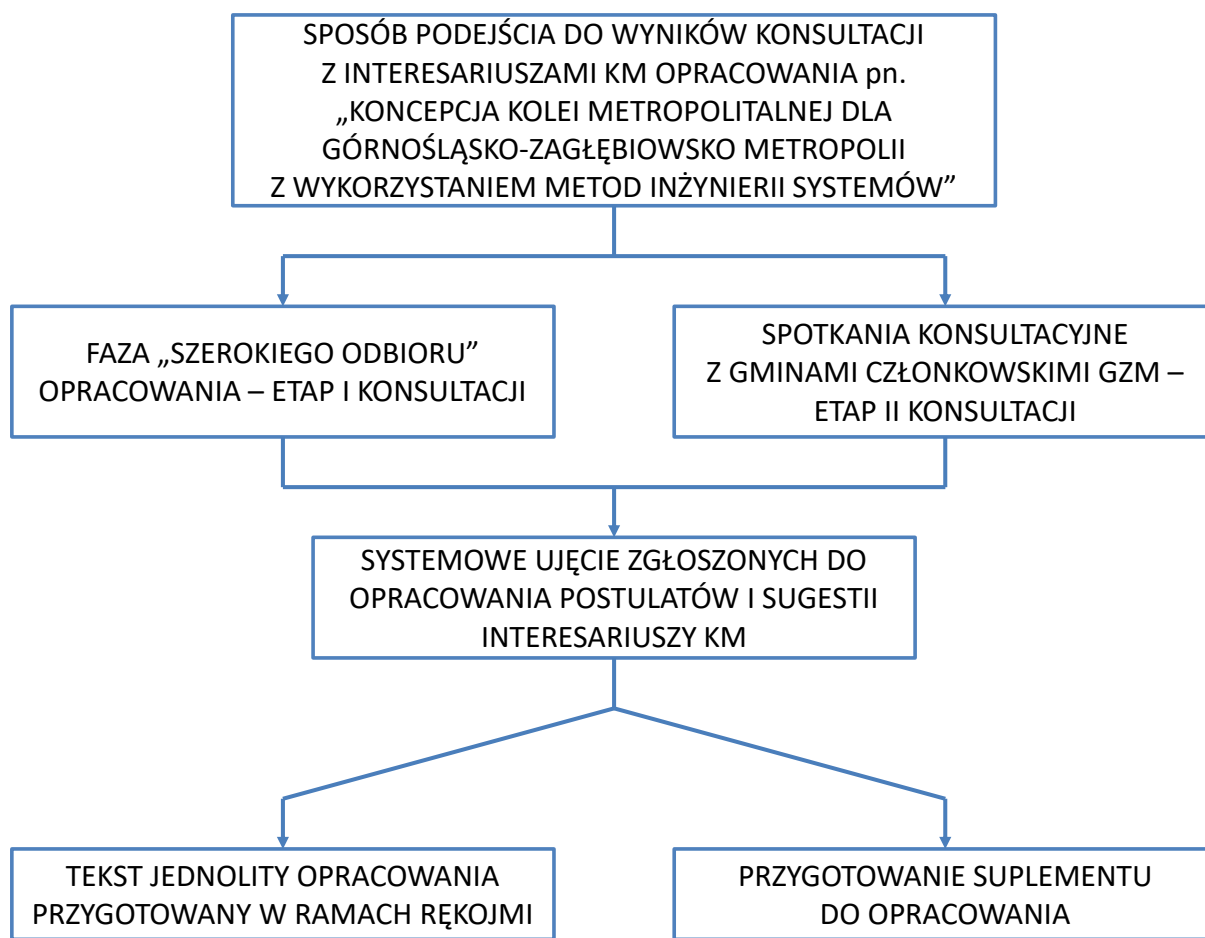 SPOSÓB PODEJŚCIA DO WYNIKÓW KONSULTACJI
Z INTERESARIUSZAMI KM OPRACOWANIA pn.
„KONCEPCJA KOLEI METROPOLITALNEJ DLA
GÓRNOŚLĄSKO-ZAGŁĘBIOWSKO METROPOLII
Z WYKORZYSTANIEM METOD INŻYNIERII SYSTEMÓW”
FAZA „SZEROKIEGO ODBIORU”
OPRACOWANIA – ETAP I KONSULTACJI
SPOTKANIA KONSULTACYJNE
Z GMINAMI CZŁONKOWSKIMI GZM –
ETAP II KONSULTACJI
SYSTEMOWE UJĘCIE ZGŁOSZONYCH DO
OPRACOWANIA POSTULATÓW I SUGESTII
INTERESARIUSZY KM
TEKST JEDNOLITY OPRACOWANIA
PRZYGOTOWANY W RAMACH RĘKOJMI
PRZYGOTOWANIE SUPLEMENTU
DO OPRACOWANIA